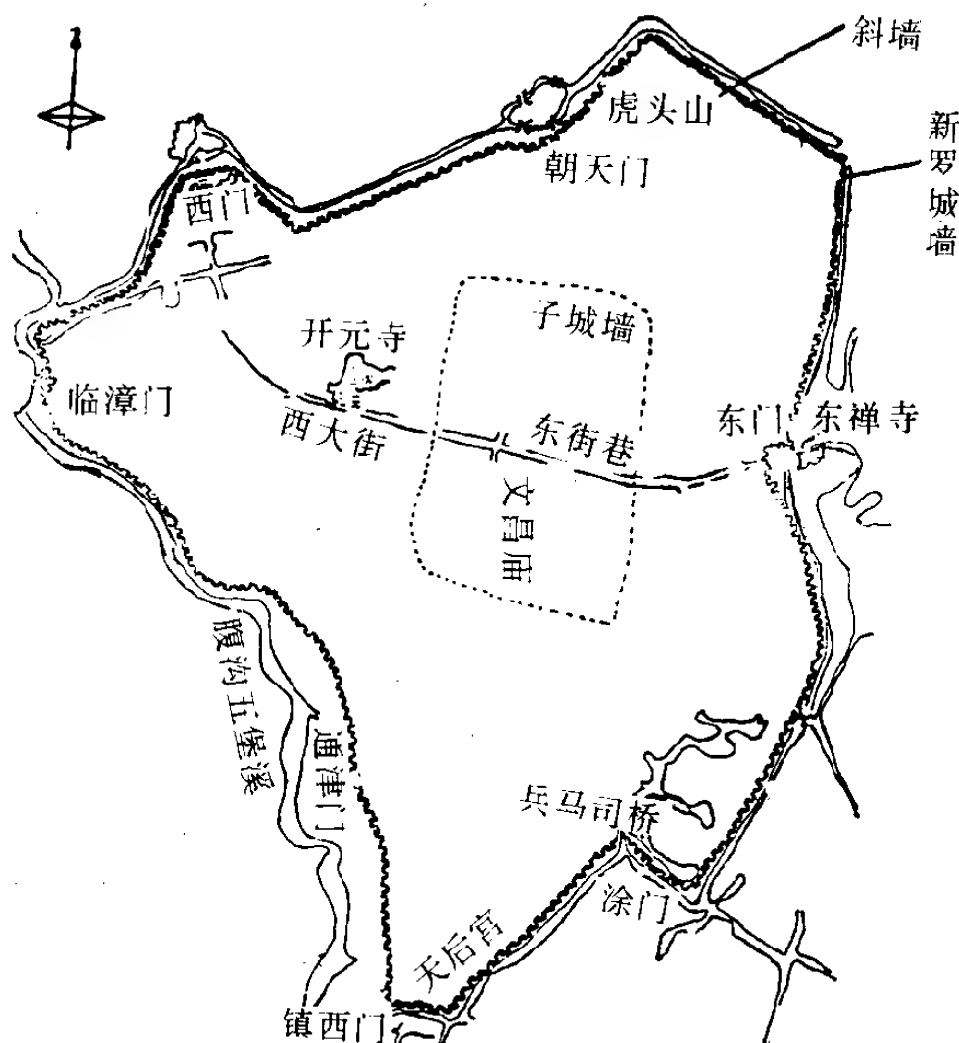 斜墙
虎头山
新罗城墙
朝天门
西门
子城墙
开元寺
临漳门
西大街
东街巷
东门
东禅寺
文昌庙
腹沟五堡溪
通津门
兵马司桥
涂门
天后宫
镇西门